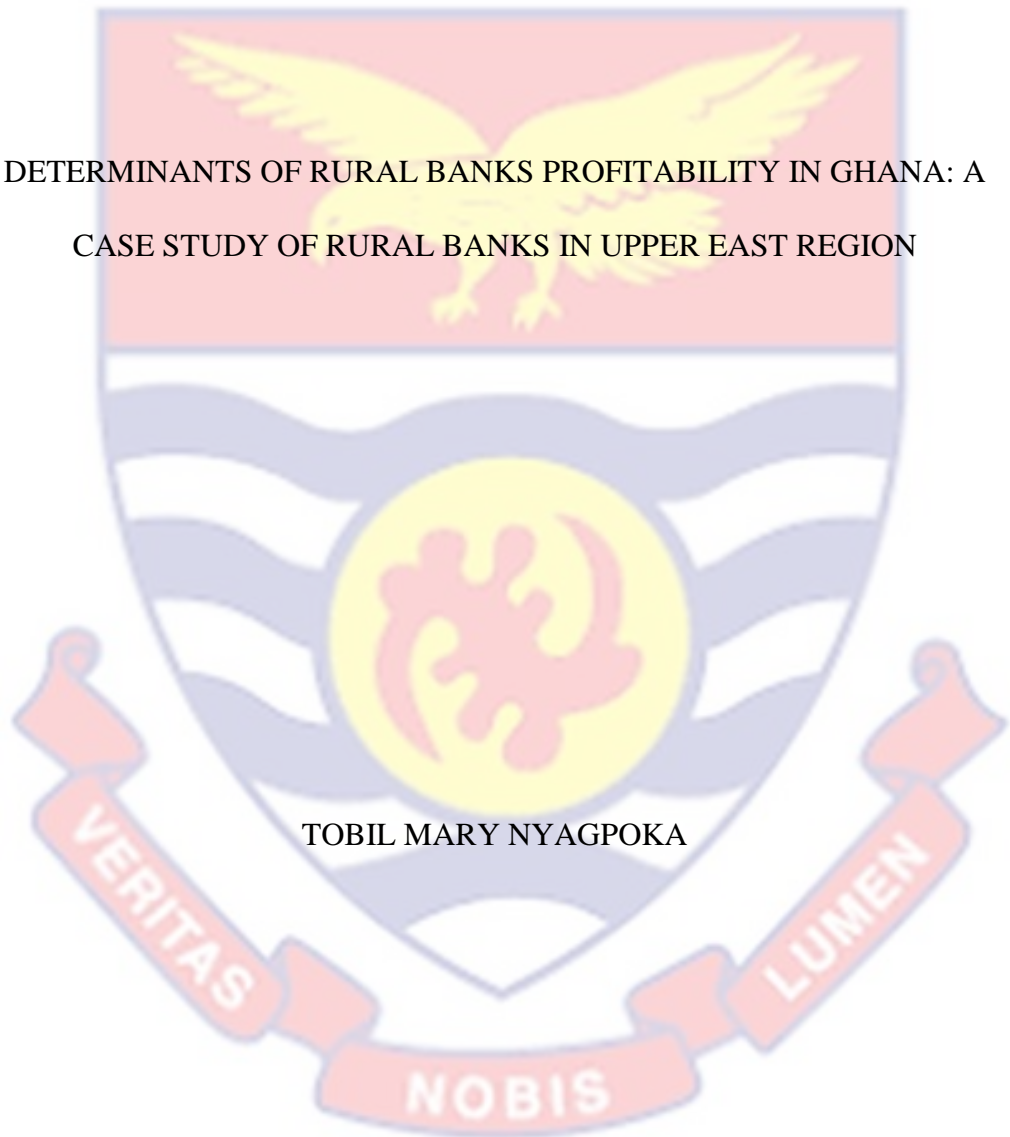 DETERMINANTS OF RURAL BANKS PROFITABILITY IN GHANA: A
CASE STUDY OF RURAL BANKS IN UPPER EAST REGION
TOBIL MARY NYAGPOKA
VERITAS
NOBIS
LUMEN